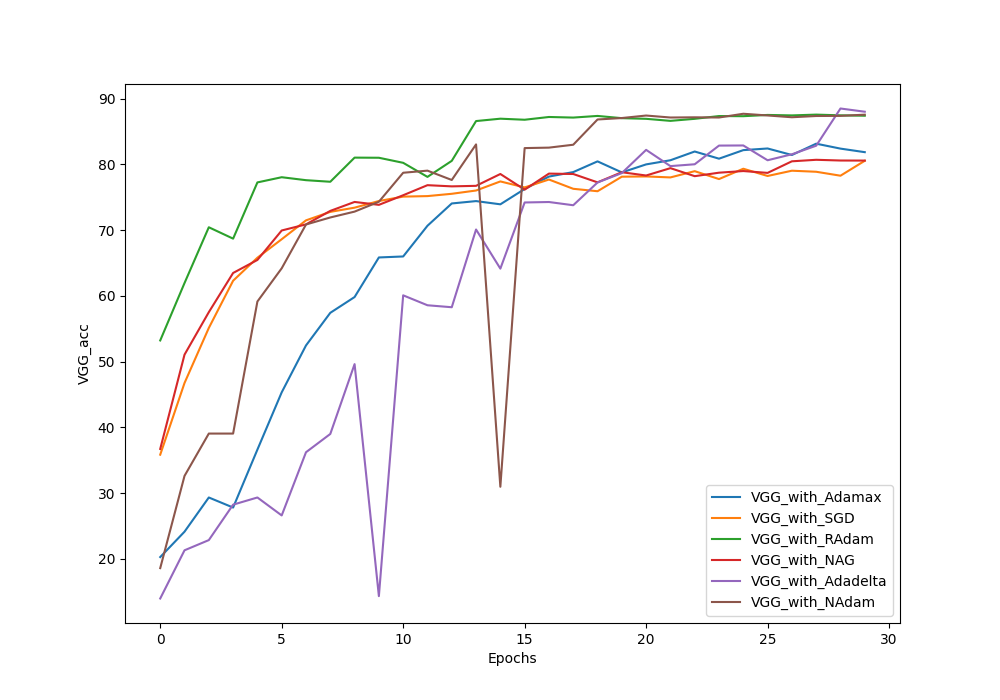 90
80
70
60
50
40
30
20
VGG_acc
0 5 10 15 20 25 30
Epochs
VGG_with_Adamax
VGG_with_SGD
VGG_with_RAdam
VGG_with_NAG
VGG_with_Adadelta
VGG_with_NAdam